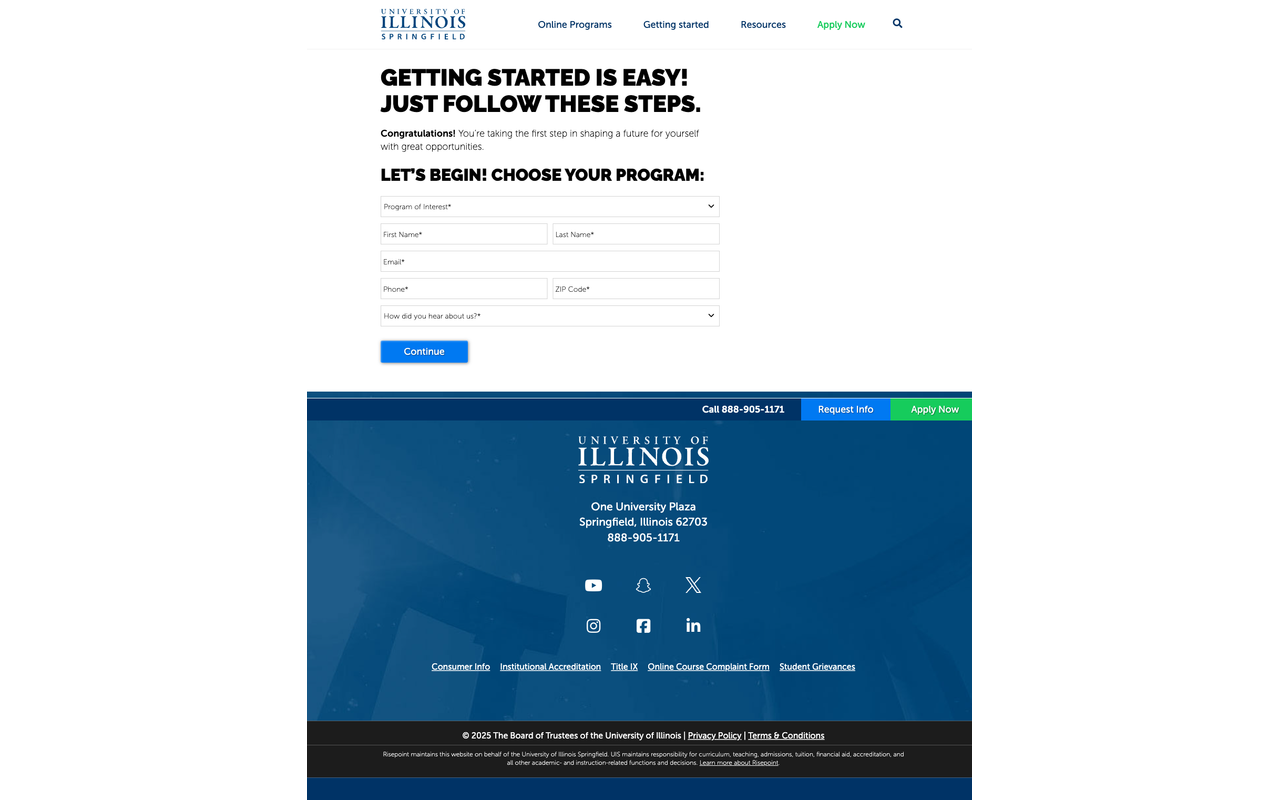 UNIVERSITY OF
ILLINOIS
SPRINGFIELD
Online Programs
Getting started
Resources
Apply Now
GETTING STARTED IS EASY!
JUST FOLLOW THESE STEPS.
Congratulations! You're taking the first step in shaping a future for yourself
with great opportunities.
LET'S BEGIN! CHOOSE YOUR PROGRAM:
Program of Interest*
First Name*
Last Name*
Email*
Phone*
ZIP Code*
How did you hear about us?*
Continue
Call 888-905-1171
Request Info
Apply Now
UNIVERSITY OF
ILLINOIS
SPRINGFIELD
One University Plaza
Springfield, Illinois 62703
888-905-1171
Consumer Info
Institutional Accreditation
Title IX
Online Course Complaint Form
Student Grievances
© 2025 The Board of Trustees of the University of Illinois | Privacy Policy | Terms & Conditions
Risepoint maintains this website on behalf of the University of Illinois Springfield. UIS maintains responsibility for curriculum, teaching, admissions, tuition, financial aid, accreditation, and
all other academic- and instruction-related functions and decisions. Learn more about Risepoint.